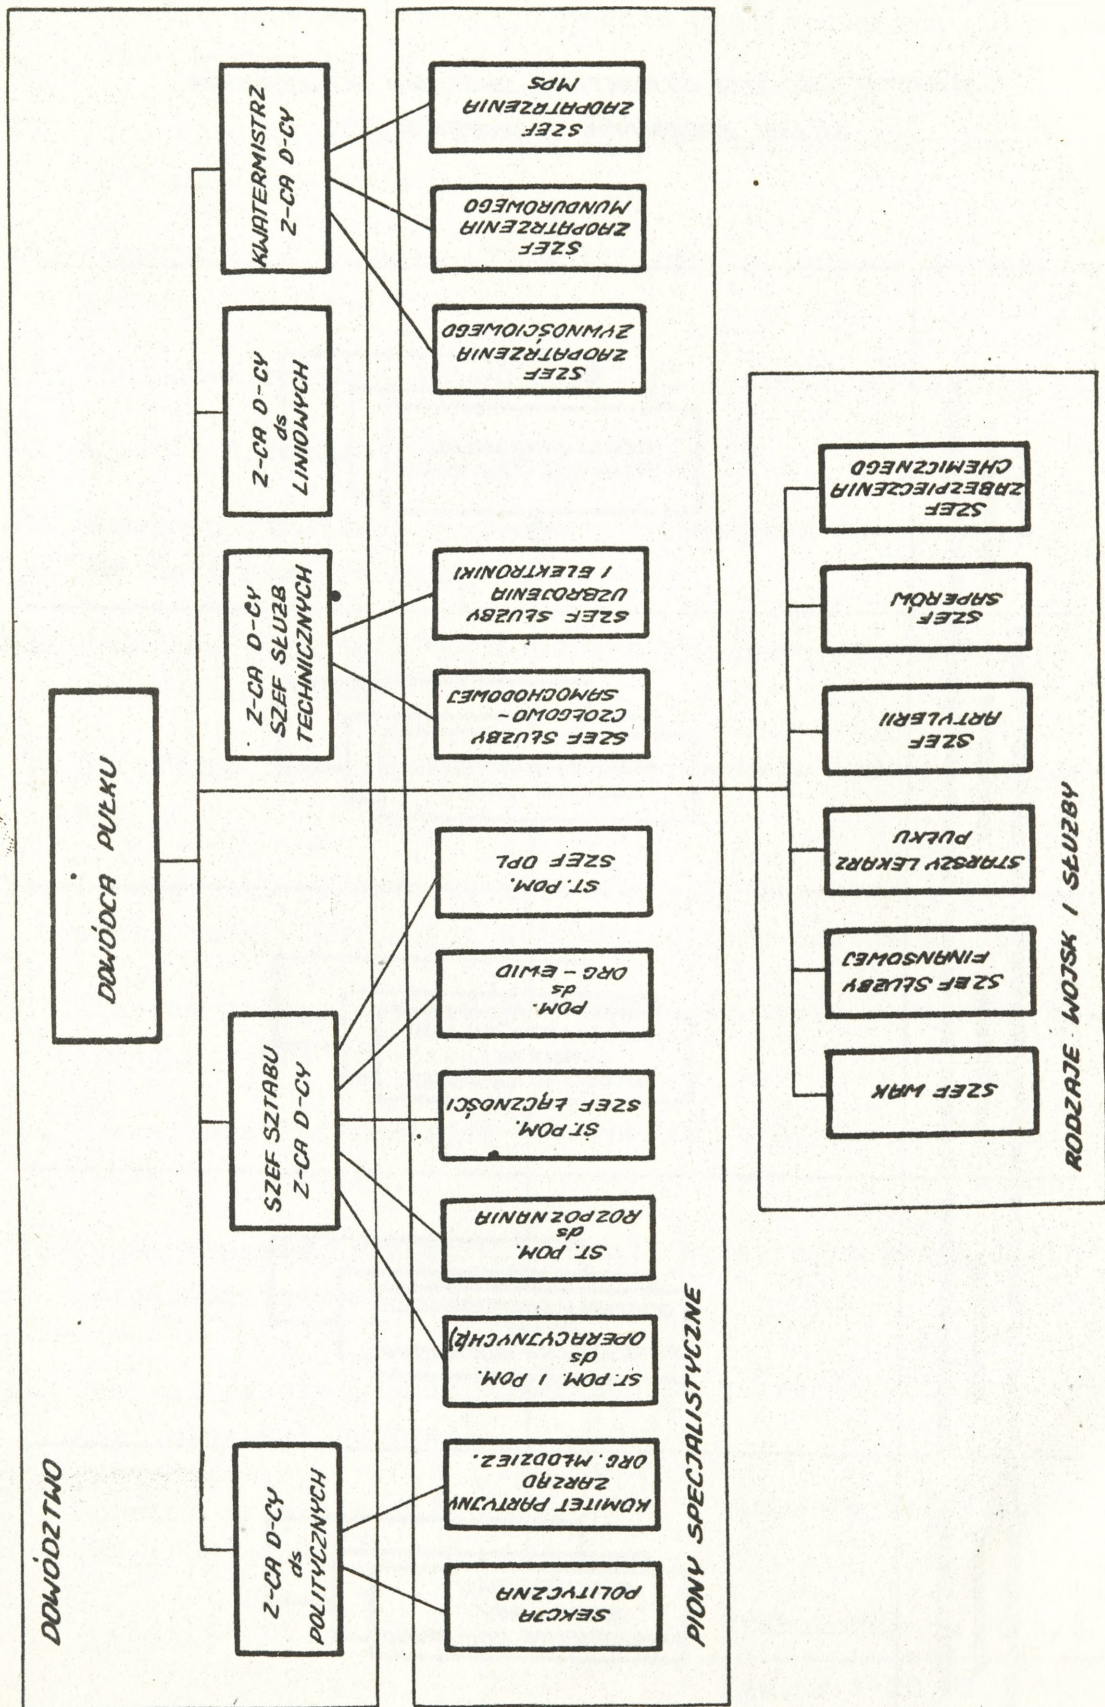 DOWÓDZTWO
DOWÓDCA PUŁKU
Z-CA D-CY
ds
POLITYCZNYCH
SZEF SZTABU
Z-CA D-CY
Z-CA D-CY
SZEF SŁUŻB
TECHNICZNYCH
Z-CA D-CY
ds
LINIOWYCH
KWATERMISTRZ
Z-CA D-CY
SEKCJA
POLITYCZNA
KOMITET PARTYJNY
ZARZĄD
ORG. MŁODZIEŻ.
ST. POM. I POM.
ds
OPERACYJNYCH(2)
ST. POM.
ds
ROZPOZNANIA
ST. POM.
SZEF ŁĄCZNOŚCI
POM.
ds
ORG - EWID
ST. POM.
SZEF OPL
SZEF SŁUŻBY
CZOŁGOWO-
SAMOCHODOWEJ
SZEF SŁUŻBY
UZBROJENIA
I ELEKTRONIKI
SZEF
ZAOPATRZENIA
ŻYWNOŚCIOWEGO
SZEF
ZAOPATRZENIA
MUNDUROWEGO
SZEF
ZAOPATRZENIA
MPS
PIONY SPECJALISTYCZNE
SZEF WAK
SZEF SŁUŻBY
FINANSOWEJ
STARSZY LEKARZ
PUŁKU
SZEF
ARTYLERII
SZEF
SAPERÓW
SZEF
ZABEZPIECZENIA
CHEMICZNEGO
RODZAJE WOJSK I SŁUŻBY